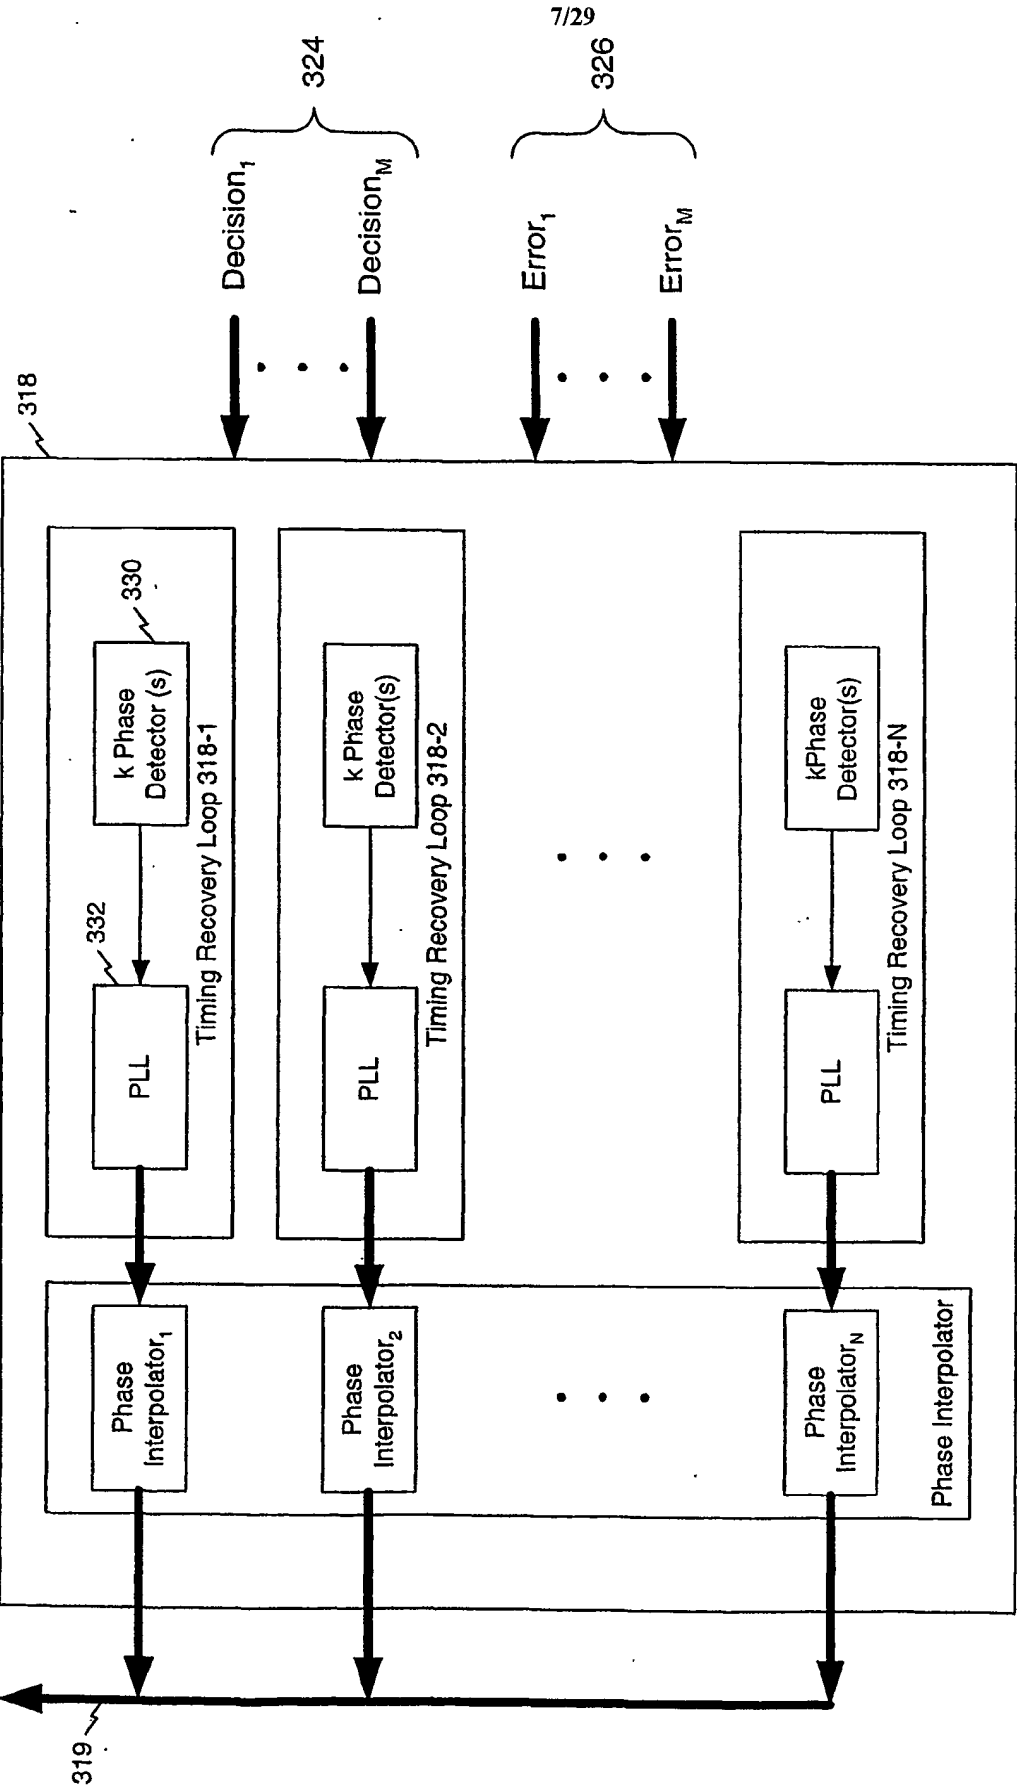 7/29
324
326
Decision1
DecisionM
Error1
ErrorM
318
330
k Phase
Detector (s)
332
PLL
Timing Recovery Loop 318-1
k Phase
Detector(s)
PLL
Timing Recovery Loop 318-2
kPhase
Detector(s)
PLL
Timing Recovery Loop 318-N
Phase
Interpolator1
Phase
Interpolator2
Phase
InterpolatorN
Phase Interpolator
319